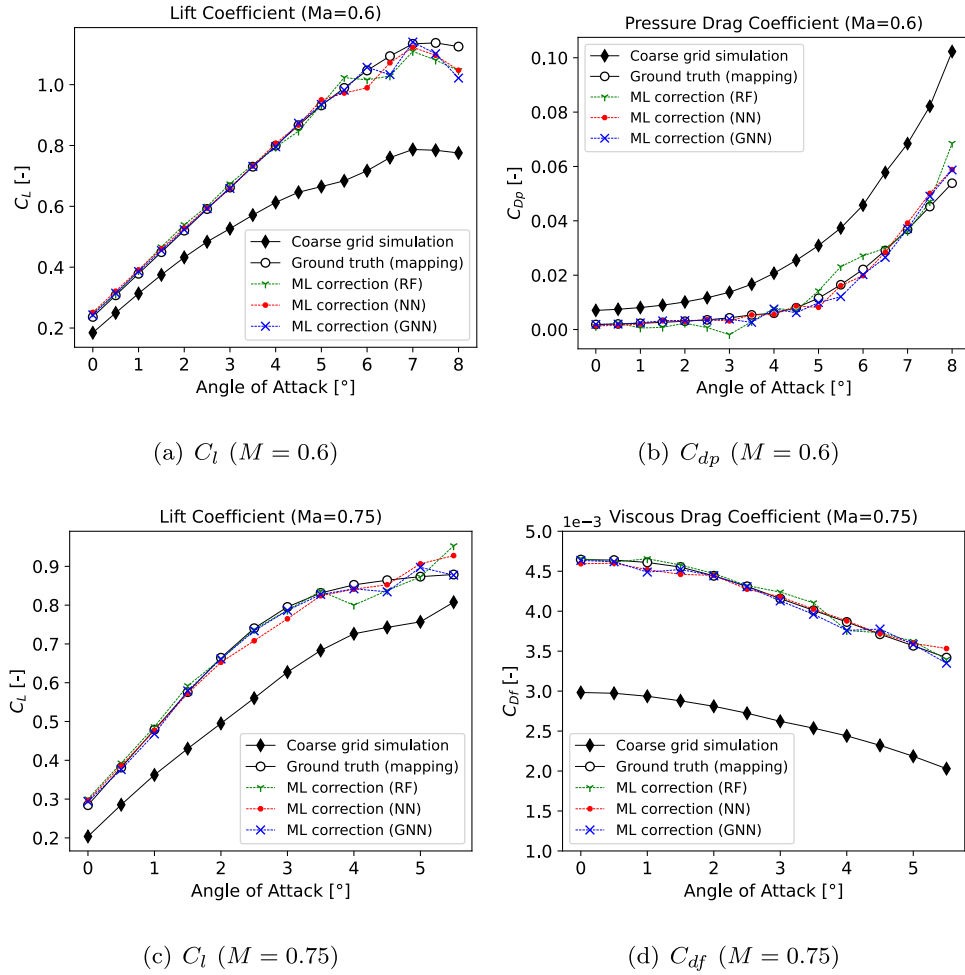 Lift Coefficient (Ma=0.6)
C_L [-]
1.0
0.8
0.6
0.4
0.2
Coarse grid simulation
Ground truth (mapping)
ML correction (RF)
ML correction (NN)
ML correction (GNN)
0 1 2 3 4 5 6 7 8
Angle of Attack [°]
(a) C_l (M = 0.6)
Pressure Drag Coefficient (Ma=0.6)
C_Dp [-]
0.10
0.08
0.06
0.04
0.02
0.00
Coarse grid simulation
Ground truth (mapping)
ML correction (RF)
ML correction (NN)
ML correction (GNN)
0 1 2 3 4 5 6 7 8
Angle of Attack [°]
(b) C_dp (M = 0.6)
Lift Coefficient (Ma=0.75)
C_L [-]
0.9
0.8
0.7
0.6
0.5
0.4
0.3
0.2
Coarse grid simulation
Ground truth (mapping)
ML correction (RF)
ML correction (NN)
ML correction (GNN)
0 1 2 3 4 5
Angle of Attack [°]
(c) C_l (M = 0.75)
Viscous Drag Coefficient (Ma=0.75)
1e−3
C_Df [-]
5.0
4.5
4.0
3.5
3.0
2.5
2.0
1.5
1.0
Coarse grid simulation
Ground truth (mapping)
ML correction (RF)
ML correction (NN)
ML correction (GNN)
0 1 2 3 4 5
Angle of Attack [°]
(d) C_df (M = 0.75)